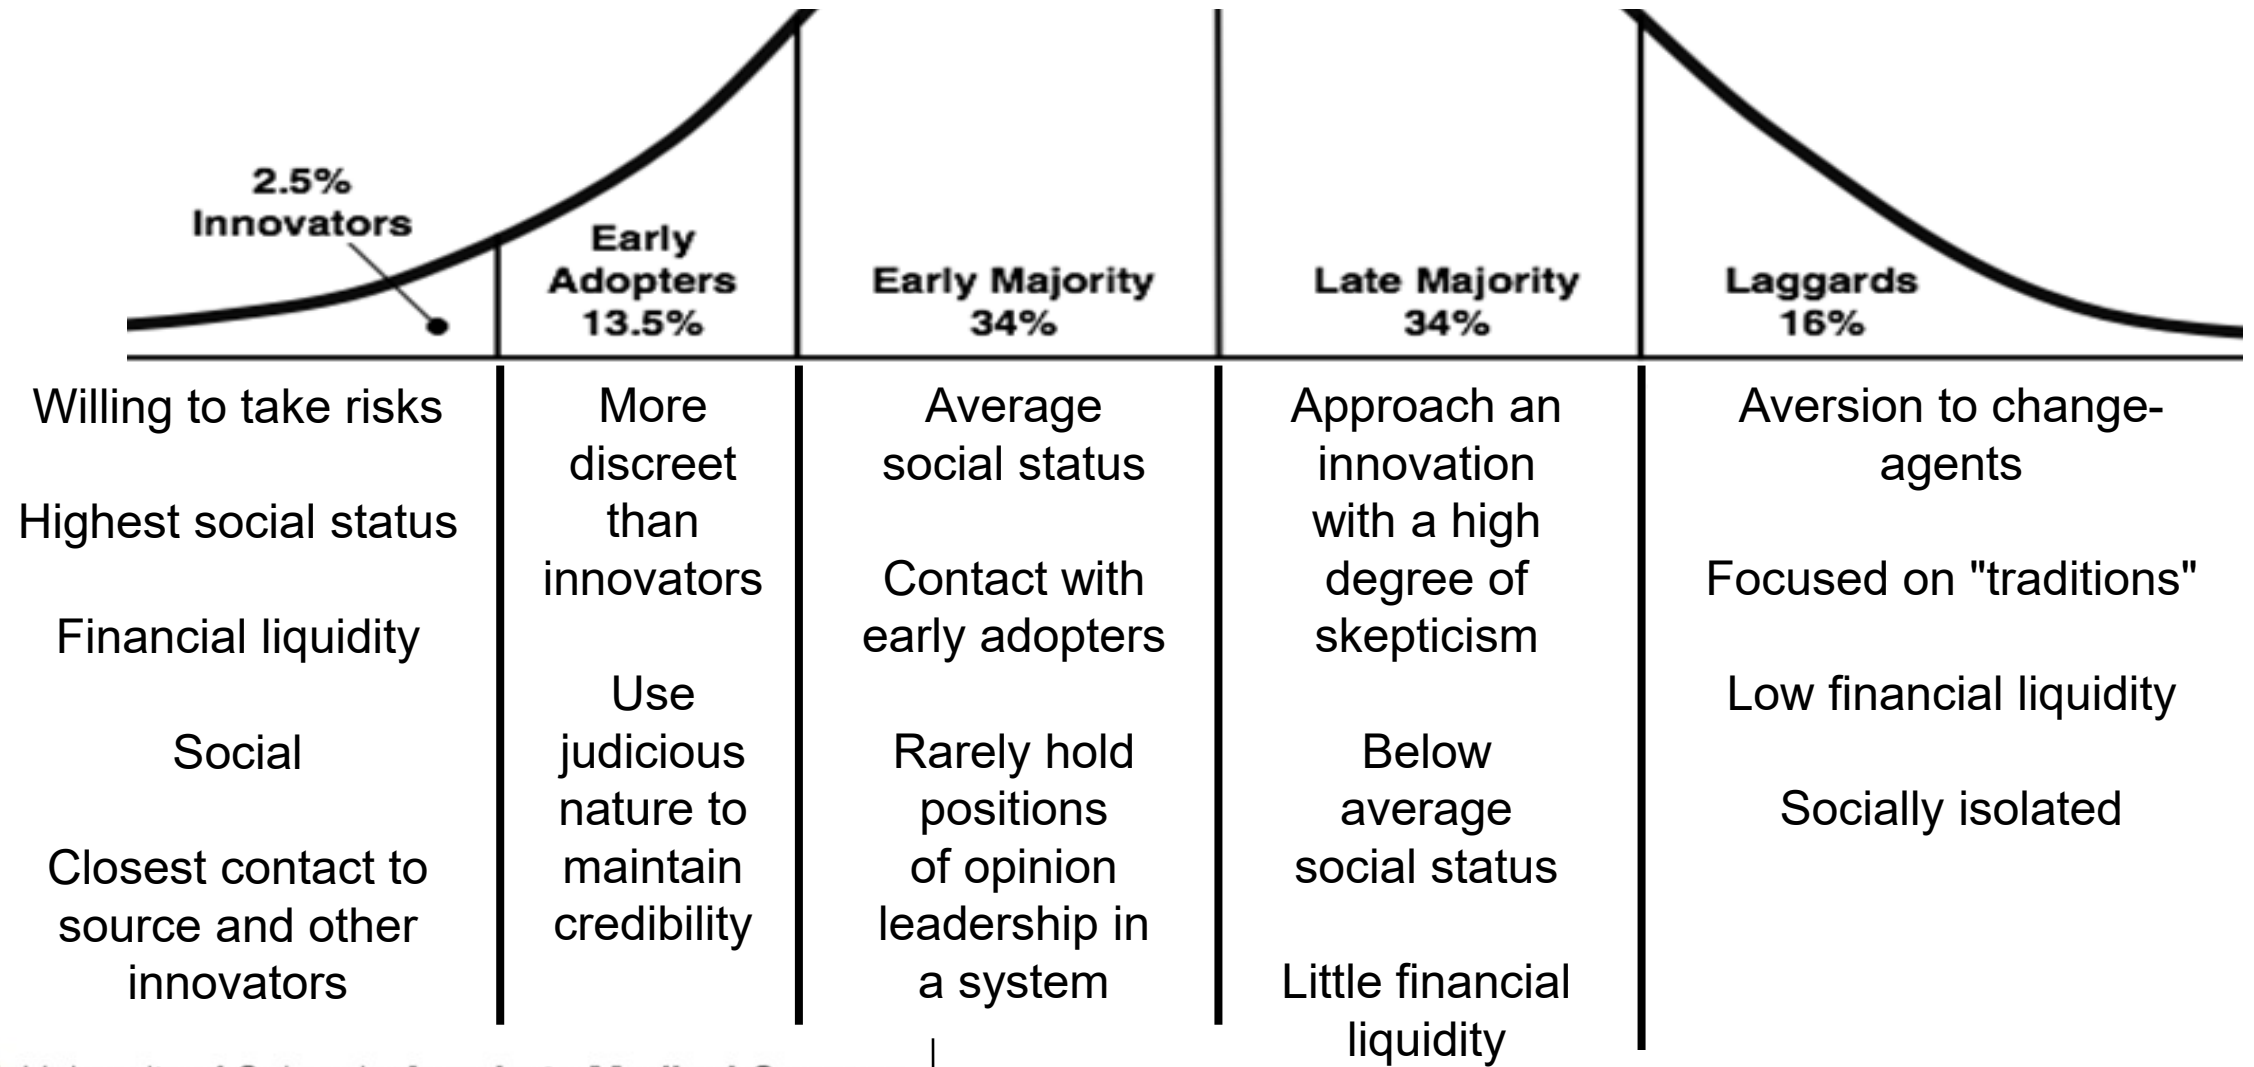 2.5%
Innovators
Early
Adopters
13.5%
Early Majority
34%
Late Majority
34%
Laggards
16%
Willing to take risks
Highest social status
Financial liquidity
Social
Closest contact to
source and other
innovators
More
discreet
than
innovators
Use
judicious
nature to
maintain
credibility
Average
social status
Contact with
early adopters
Rarely hold
positions
of opinion
leadership in
a system
Approach an
innovation
with a high
degree of
skepticism
Below
average
social status
Little financial
liquidity
Aversion to change-
agents
Focused on "traditions"
Low financial liquidity
Socially isolated